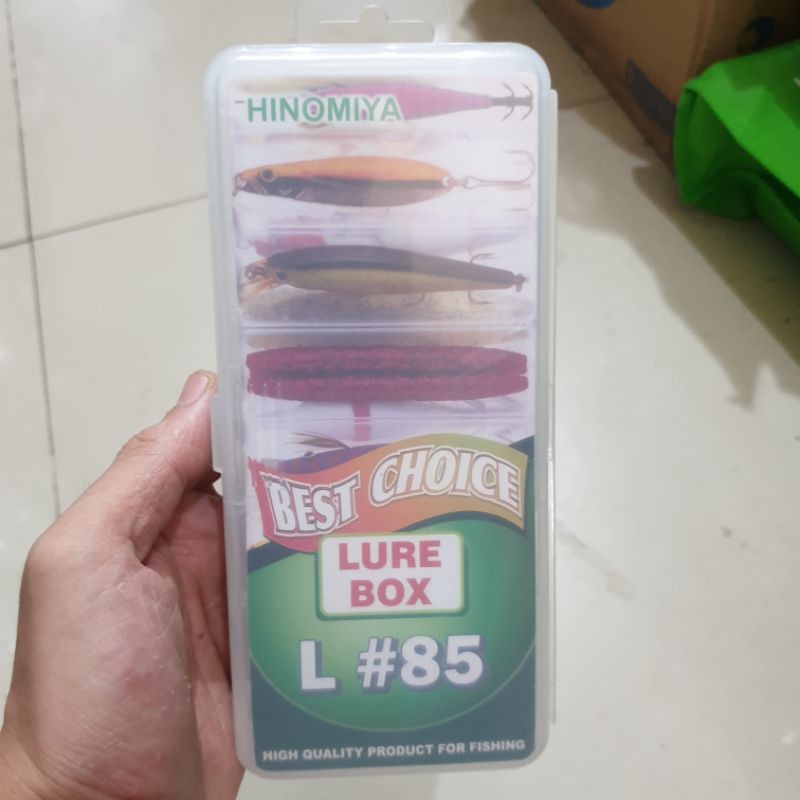 HINOMIYA
BEST CHOICE
LURE
BOX
L #85
HIGH QUALITY PRODUCT FOR FISHING